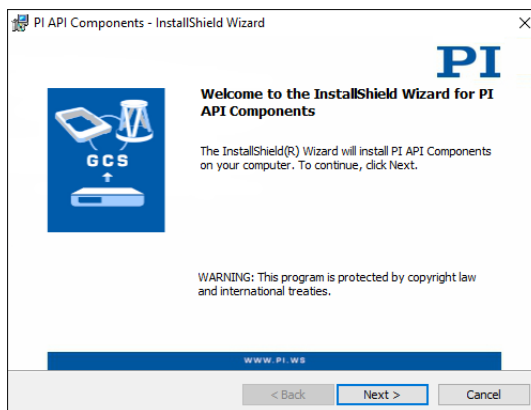 PI API Components - InstallShield Wizard
PI
Welcome to the InstallShield Wizard for PI
API Components
GCS
The InstallShield(R) Wizard will install PI API Components
on your computer. To continue, click Next.
WARNING: This program is protected by copyright law
and international treaties.
WWW.PI.WS
< Back
Next >
Cancel